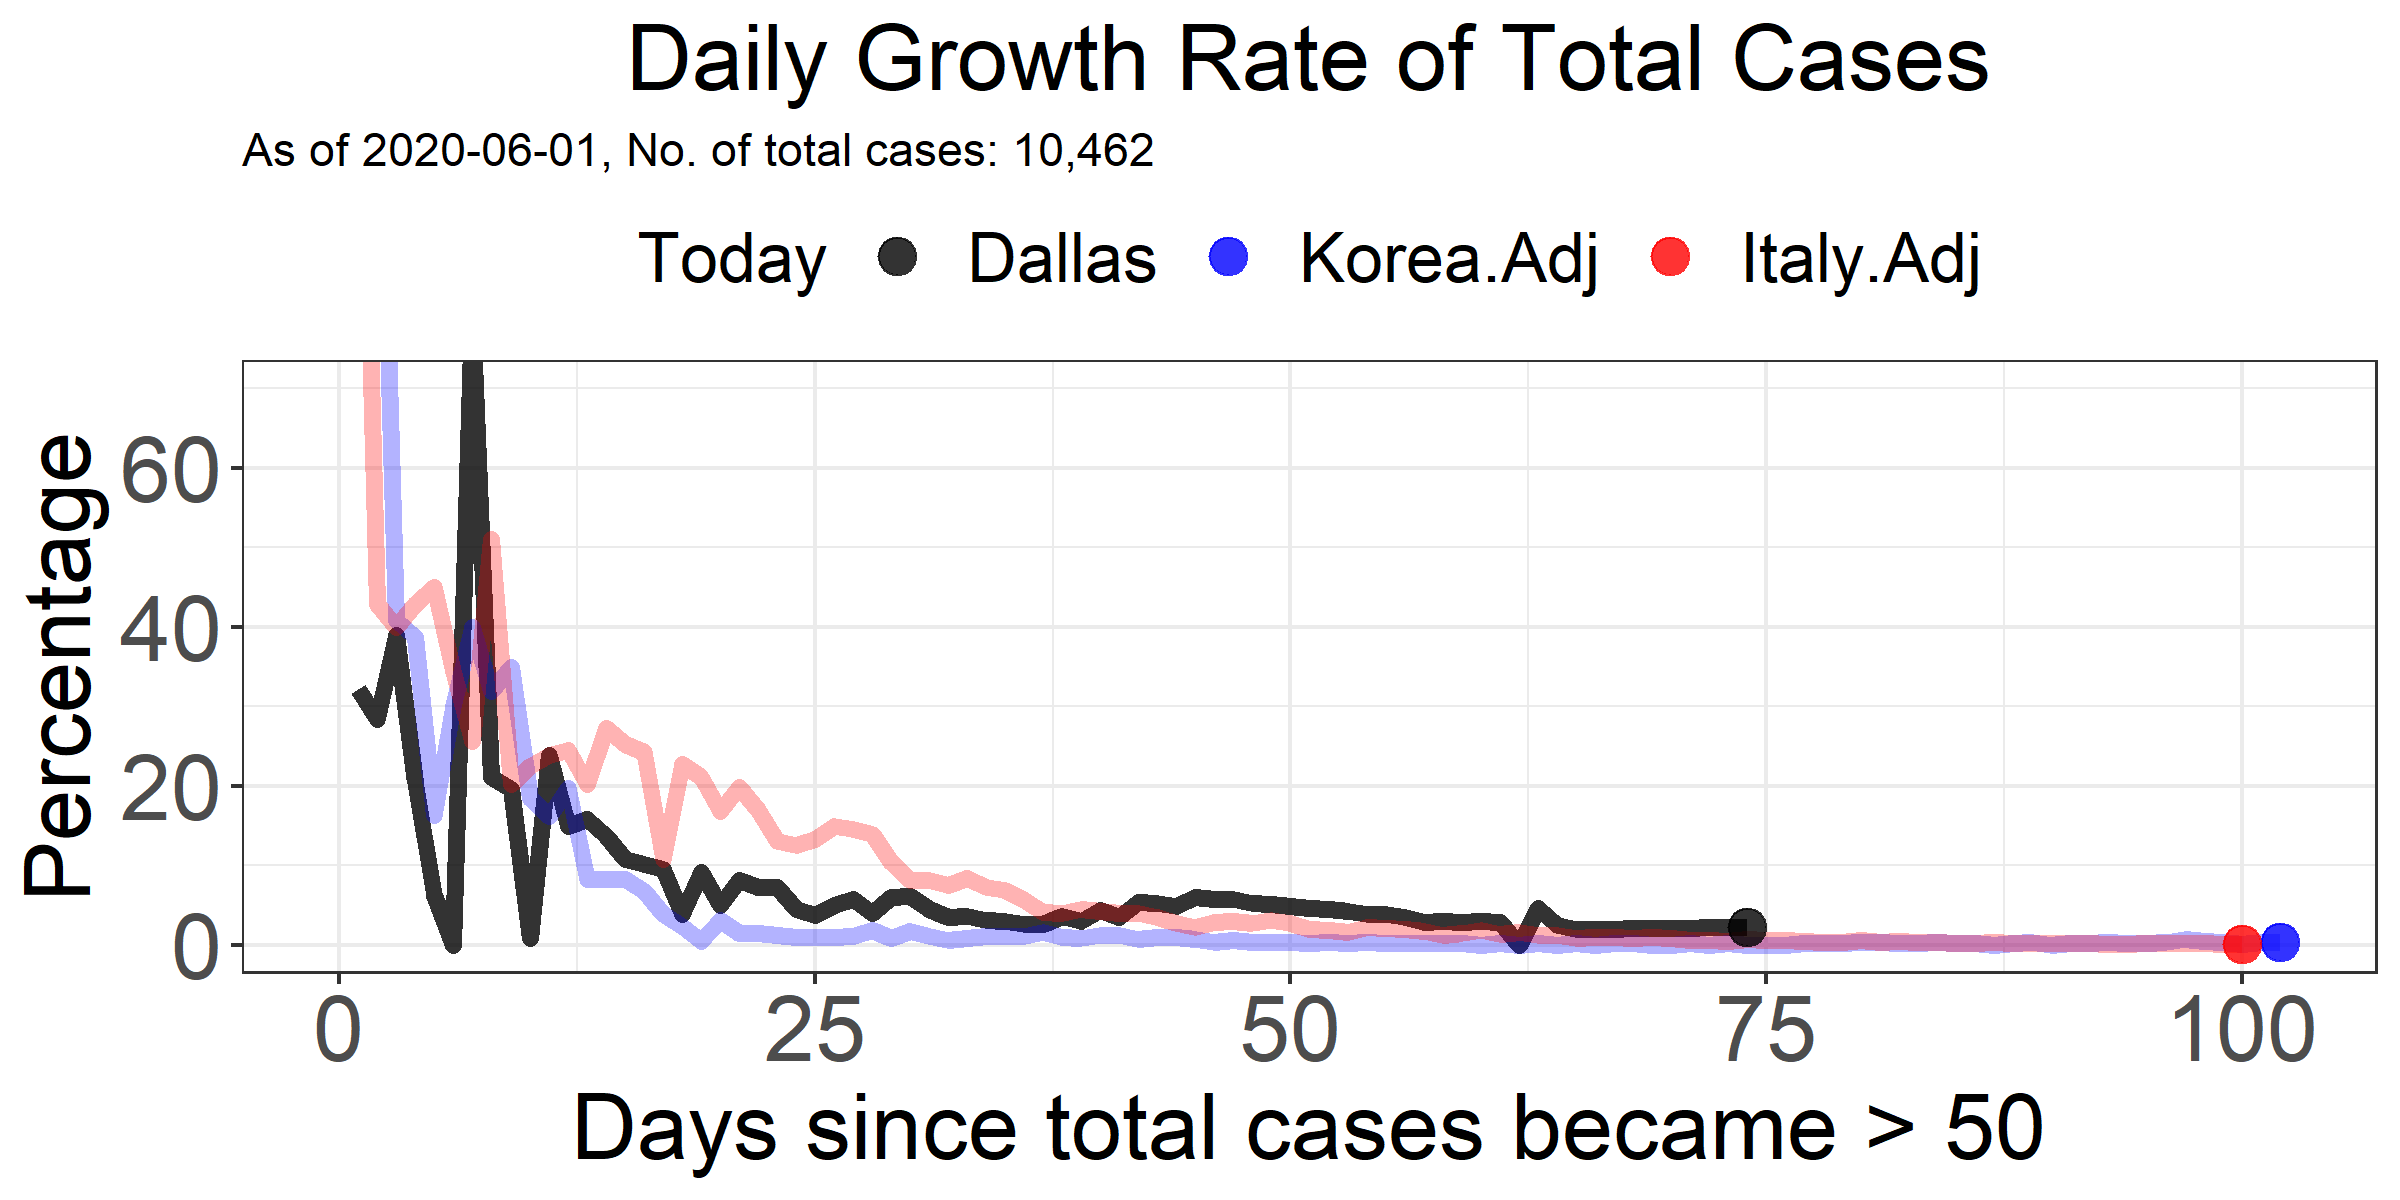 Daily Growth Rate of Total Cases
As of 2020-06-01, No. of total cases: 10,462
Today Dallas Korea.Adj Italy.Adj
Percentage
60
40
20
0
0 25 50 75 100
Days since total cases became > 50